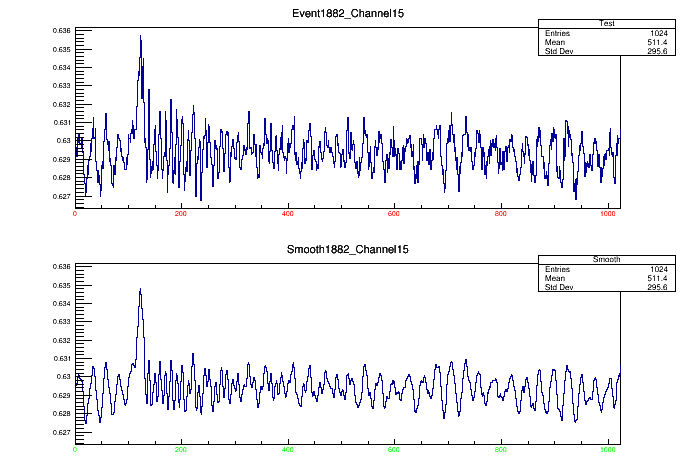 Event1882_Channel15
Test
Entries 1024
Mean 511.4
Std Dev 295.6
0.636
0.635
0.634
0.633
0.632
0.631
0.63
0.629
0.628
0.627
0 200 400 600 800 1000
Smooth1882_Channel15
Smooth
Entries 1024
Mean 511.4
Std Dev 295.6
0.636
0.635
0.634
0.633
0.632
0.631
0.63
0.629
0.628
0.627
0 200 400 600 800 1000